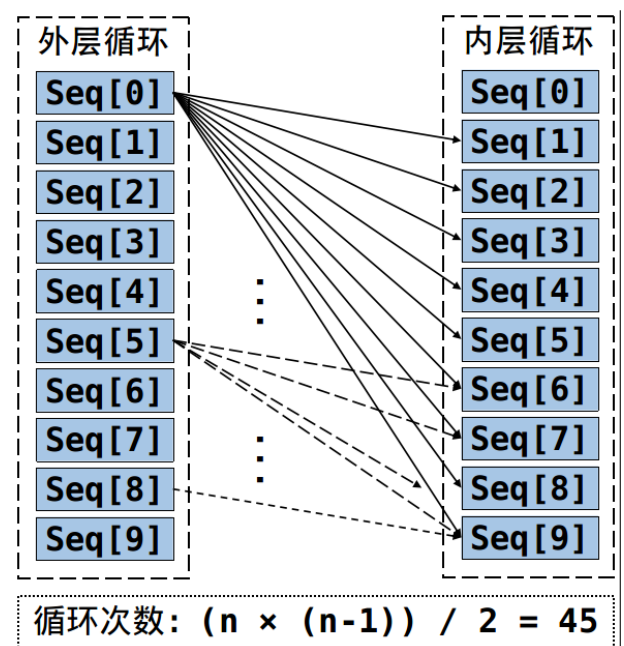 外层循环
Seq[0]
Seq[1]
Seq[2]
Seq[3]
Seq[4]
Seq[5]
Seq[6]
Seq[7]
Seq[8]
Seq[9]
内层循环
Seq[0]
Seq[1]
Seq[2]
Seq[3]
Seq[4]
Seq[5]
Seq[6]
Seq[7]
Seq[8]
Seq[9]
循环次数: (n × (n-1)) / 2 = 45